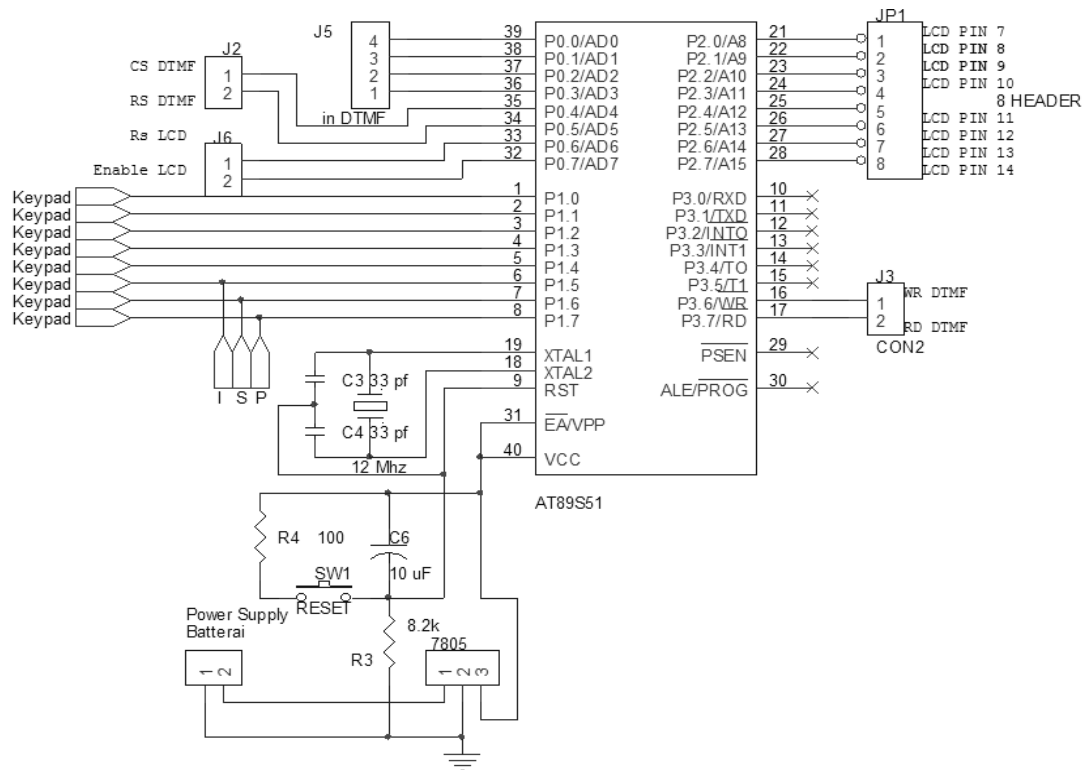 J5
4
3
2
1
in DTMF
J2
CS DTMF
1
2
RS DTMF
Rs LCD
J6
1
2
Enable LCD
Keypad
Keypad
Keypad
Keypad
Keypad
Keypad
Keypad
Keypad
I S P
39 P0.0/AD0
38 P0.1/AD1
37 P0.2/AD2
36 P0.3/AD3
35 P0.4/AD4
34 P0.5/AD5
33 P0.6/AD6
32 P0.7/AD7
1 P1.0
2 P1.1
3 P1.2
4 P1.3
5 P1.4
6 P1.5
7 P1.6
8 P1.7
19 XTAL1
18 XTAL2
9 RST
31 EA/VPP
40 VCC
P2.0/A8 21
P2.1/A9 22
P2.2/A10 23
P2.3/A11 24
P2.4/A12 25
P2.5/A13 26
P2.6/A14 27
P2.7/A15 28
P3.0/RXD 10
P3.1/TXD 11
P3.2/INTO 12
P3.3/INT1 13
P3.4/TO 14
P3.5/T1 15
P3.6/WR 16
P3.7/RD 17
PSEN 29
ALE/PROG 30
AT89S51
JP1
1 LCD PIN 7
2 LCD PIN 8
3 LCD PIN 9
4 LCD PIN 10
8 HEADER
5 LCD PIN 11
6 LCD PIN 12
7 LCD PIN 13
8 LCD PIN 14
J3
1 WR DTMF
2 RD DTMF
CON2
C3 33 pf
C4 33 pf
12 Mhz
R4 100
C6
10 uF
SW1
RESET
Power Supply
Batterai
1 2
8.2k
R3
7805
1 2 3